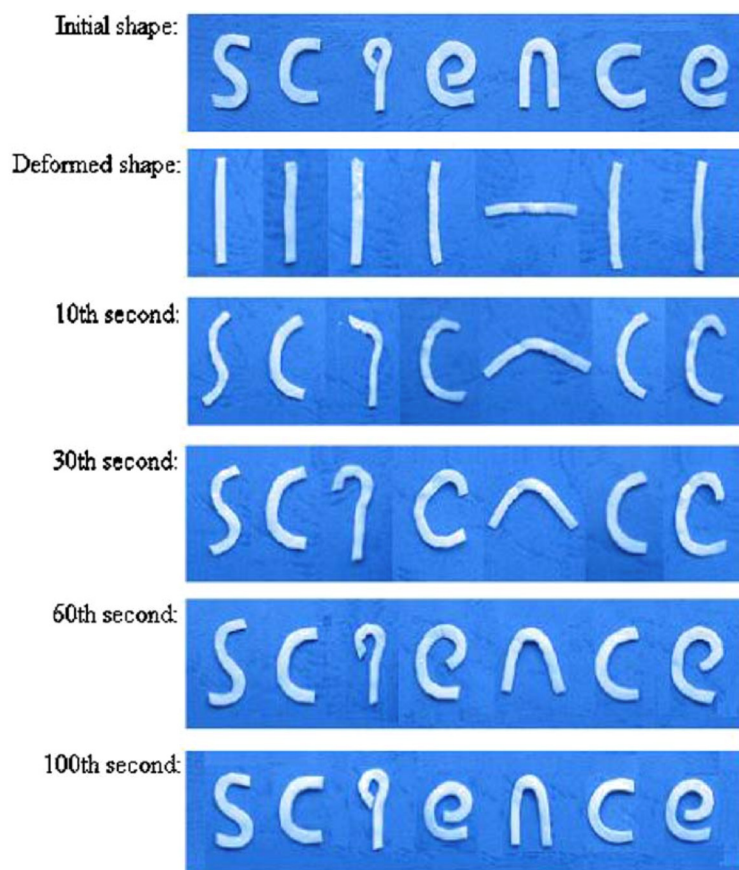 Initial shape: science
Deformed shape:
10th second:
30th second:
60th second: science
100th second: science